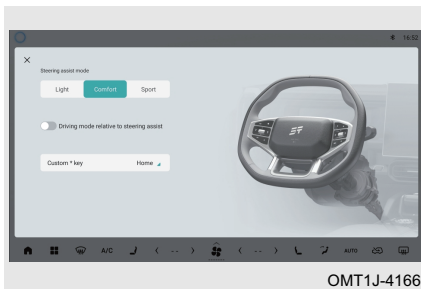 16:52
Steering assist mode
Light Comfort Sport
Driving mode relative to steering assist
Custom * key Home
A/C < -- > < -- > AUTO
OMT1J-4166